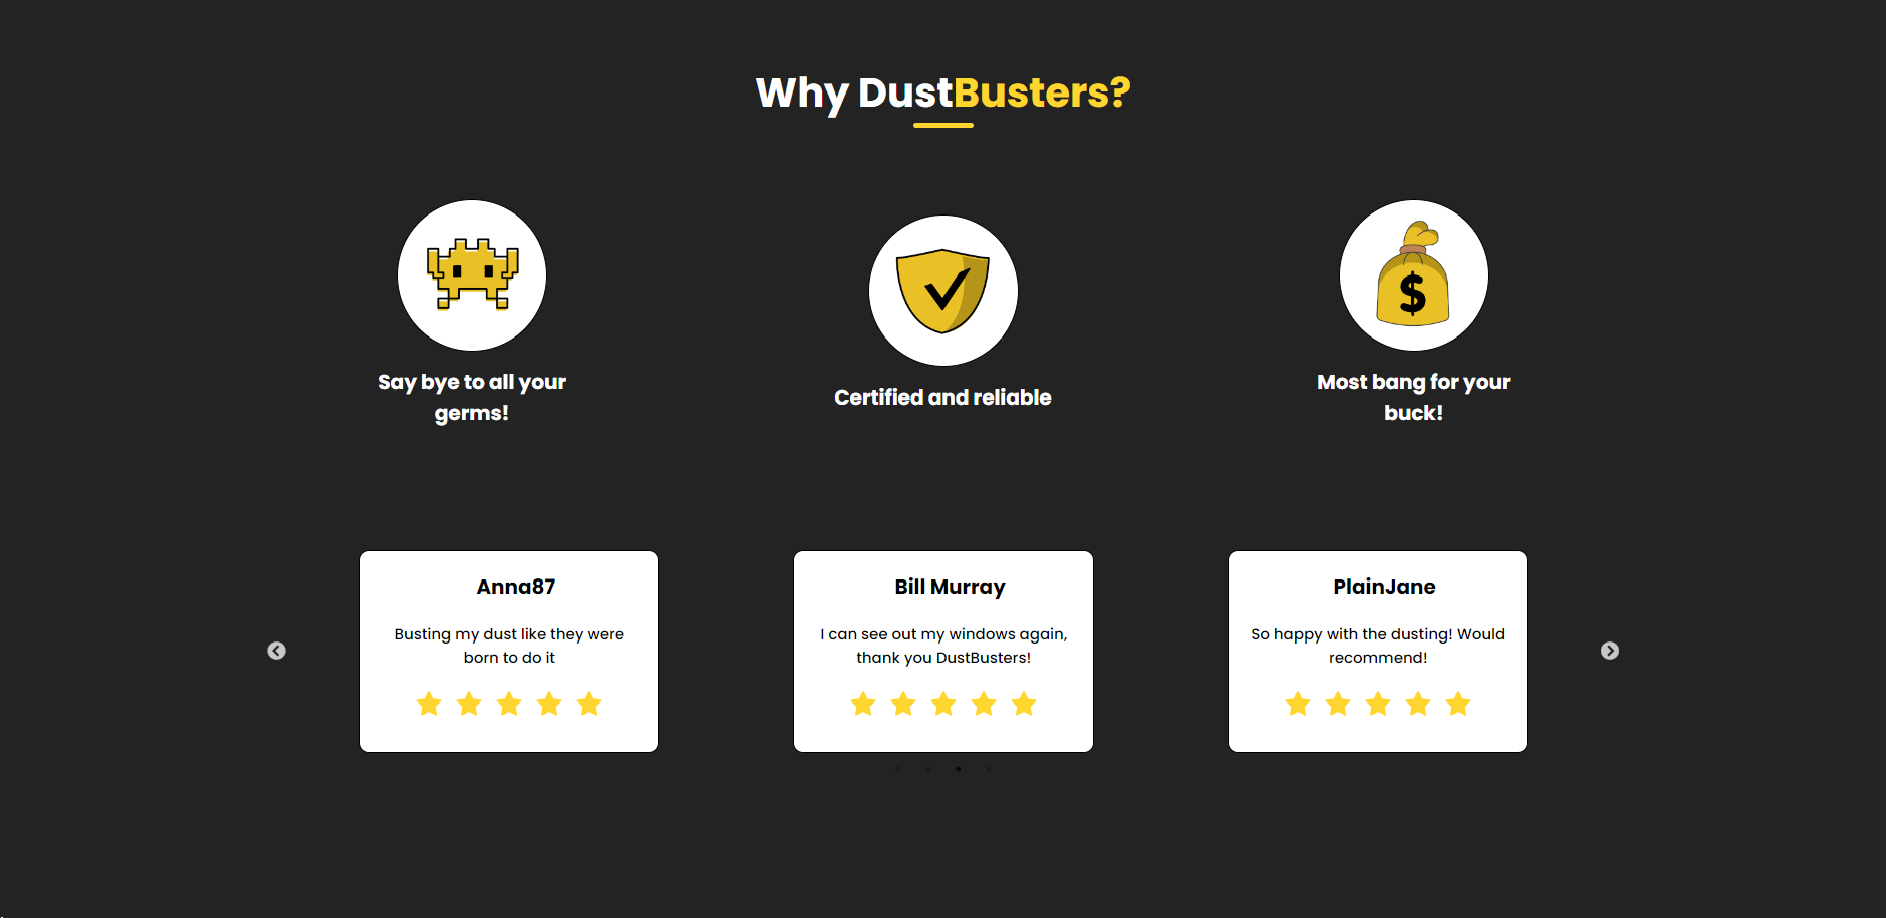 Why DustBusters?
Say bye to all your
germs!
Certified and reliable
Most bang for your
buck!
$
Anna87
Busting my dust like they were
born to do it
Bill Murray
I can see out my windows again,
thank you DustBusters!
PlainJane
So happy with the dusting! Would
recommend!